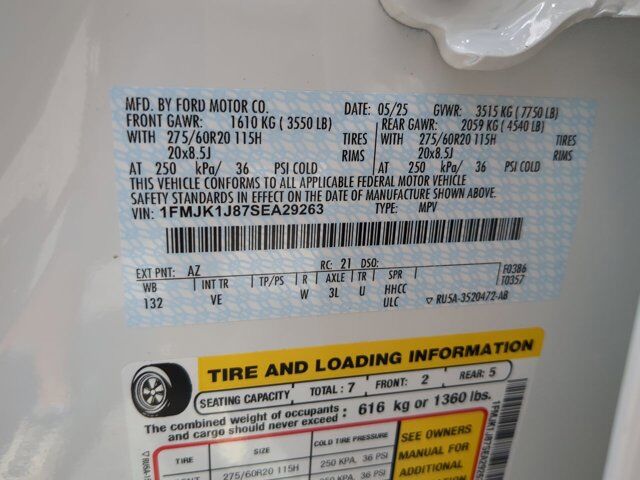 MFD. BY FORD MOTOR CO. DATE: 05/25 GVWR: 3515 KG ( 7750 LB)
FRONT GAWR: 1610 KG ( 3550 LB) REAR GAWR: 2059 KG ( 4540 LB)
WITH 275/60R20 115H TIRES WITH 275/60R20 115H TIRES
20x8.5J RIMS 20x8.5J RIMS
AT 250 kPa/ 36 PSI COLD AT 250 kPa/ 36 PSI COLD
THIS VEHICLE CONFORMS TO ALL APPLICABLE FEDERAL MOTOR VEHICLE
SAFETY STANDARDS IN EFFECT ON THE DATE OF MANUFACTURE SHOWN ABOVE.
VIN: 1FMJK1J87SEA29263 TYPE: MPV
EXT PNT: AZ RC: 21 DSO: F0386
WB INT TR TP/PS R AXLE TR SPR T0357
132 VE W 3L U HHCC
ULC ▽ RU5A-3520472-AB
TIRE AND LOADING INFORMATION
SEATING CAPACITY TOTAL : 7 FRONT: 2 REAR: 5
The combined weight of occupants
and cargo should never exceed : 616 kg or 1360 lbs.
TIRE SIZE COLD TIRE PRESSURE SEE OWNERS
MANUAL FOR
275/60R20 115H 250 KPA, 36 PSI ADDITIONAL